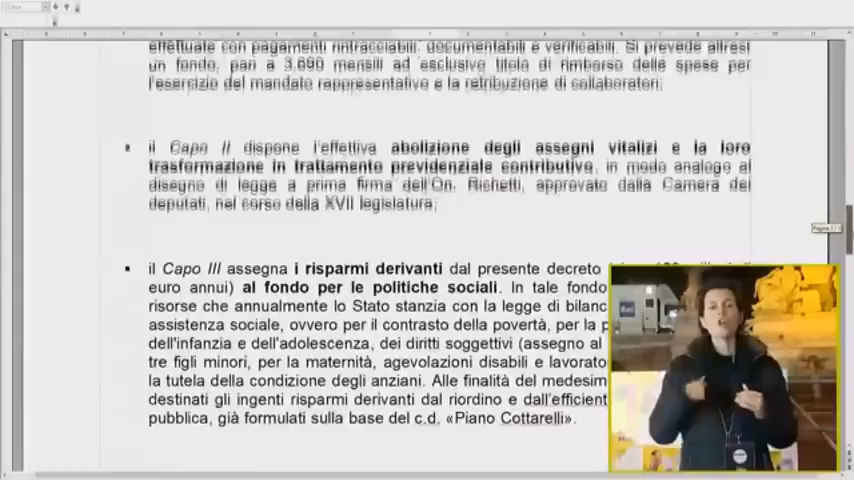 effettuate con pagamenti rintracciabili, documentabili e verificabili. Si prevede altresì
un fondo, pari a 3.690 mensili ad esclusivo titolo di rimborso delle spese per
l'esercizio del mandato rappresentativo e la retribuzione di collaboratori;
il Capo II dispone l'effettiva abolizione degli assegni vitalizi e la loro
trasformazione in trattamento previdenziale contributivo, in modo analogo al
disegno di legge a prima firma dell'On. Richetti, approvato dalla Camera dei
deputati, nel corso della XVII legislatura;
il Capo III assegna i risparmi derivanti dal presente decreto
euro annui) al fondo per le politiche sociali. In tale fondo
risorse che annualmente lo Stato stanzia con la legge di bilanc
assistenza sociale, ovvero per il contrasto della povertà, per la p
dell'infanzia e dell'adolescenza, dei diritti soggettivi (assegno al
tre figli minori, per la maternità, agevolazioni disabili e lavorato
la tutela della condizione degli anziani. Alle finalità del medesim
destinati gli ingenti risparmi derivanti dal riordino e dall'efficient
pubblica, già formulati sulla base del c.d. «Piano Cottarelli».
Rai